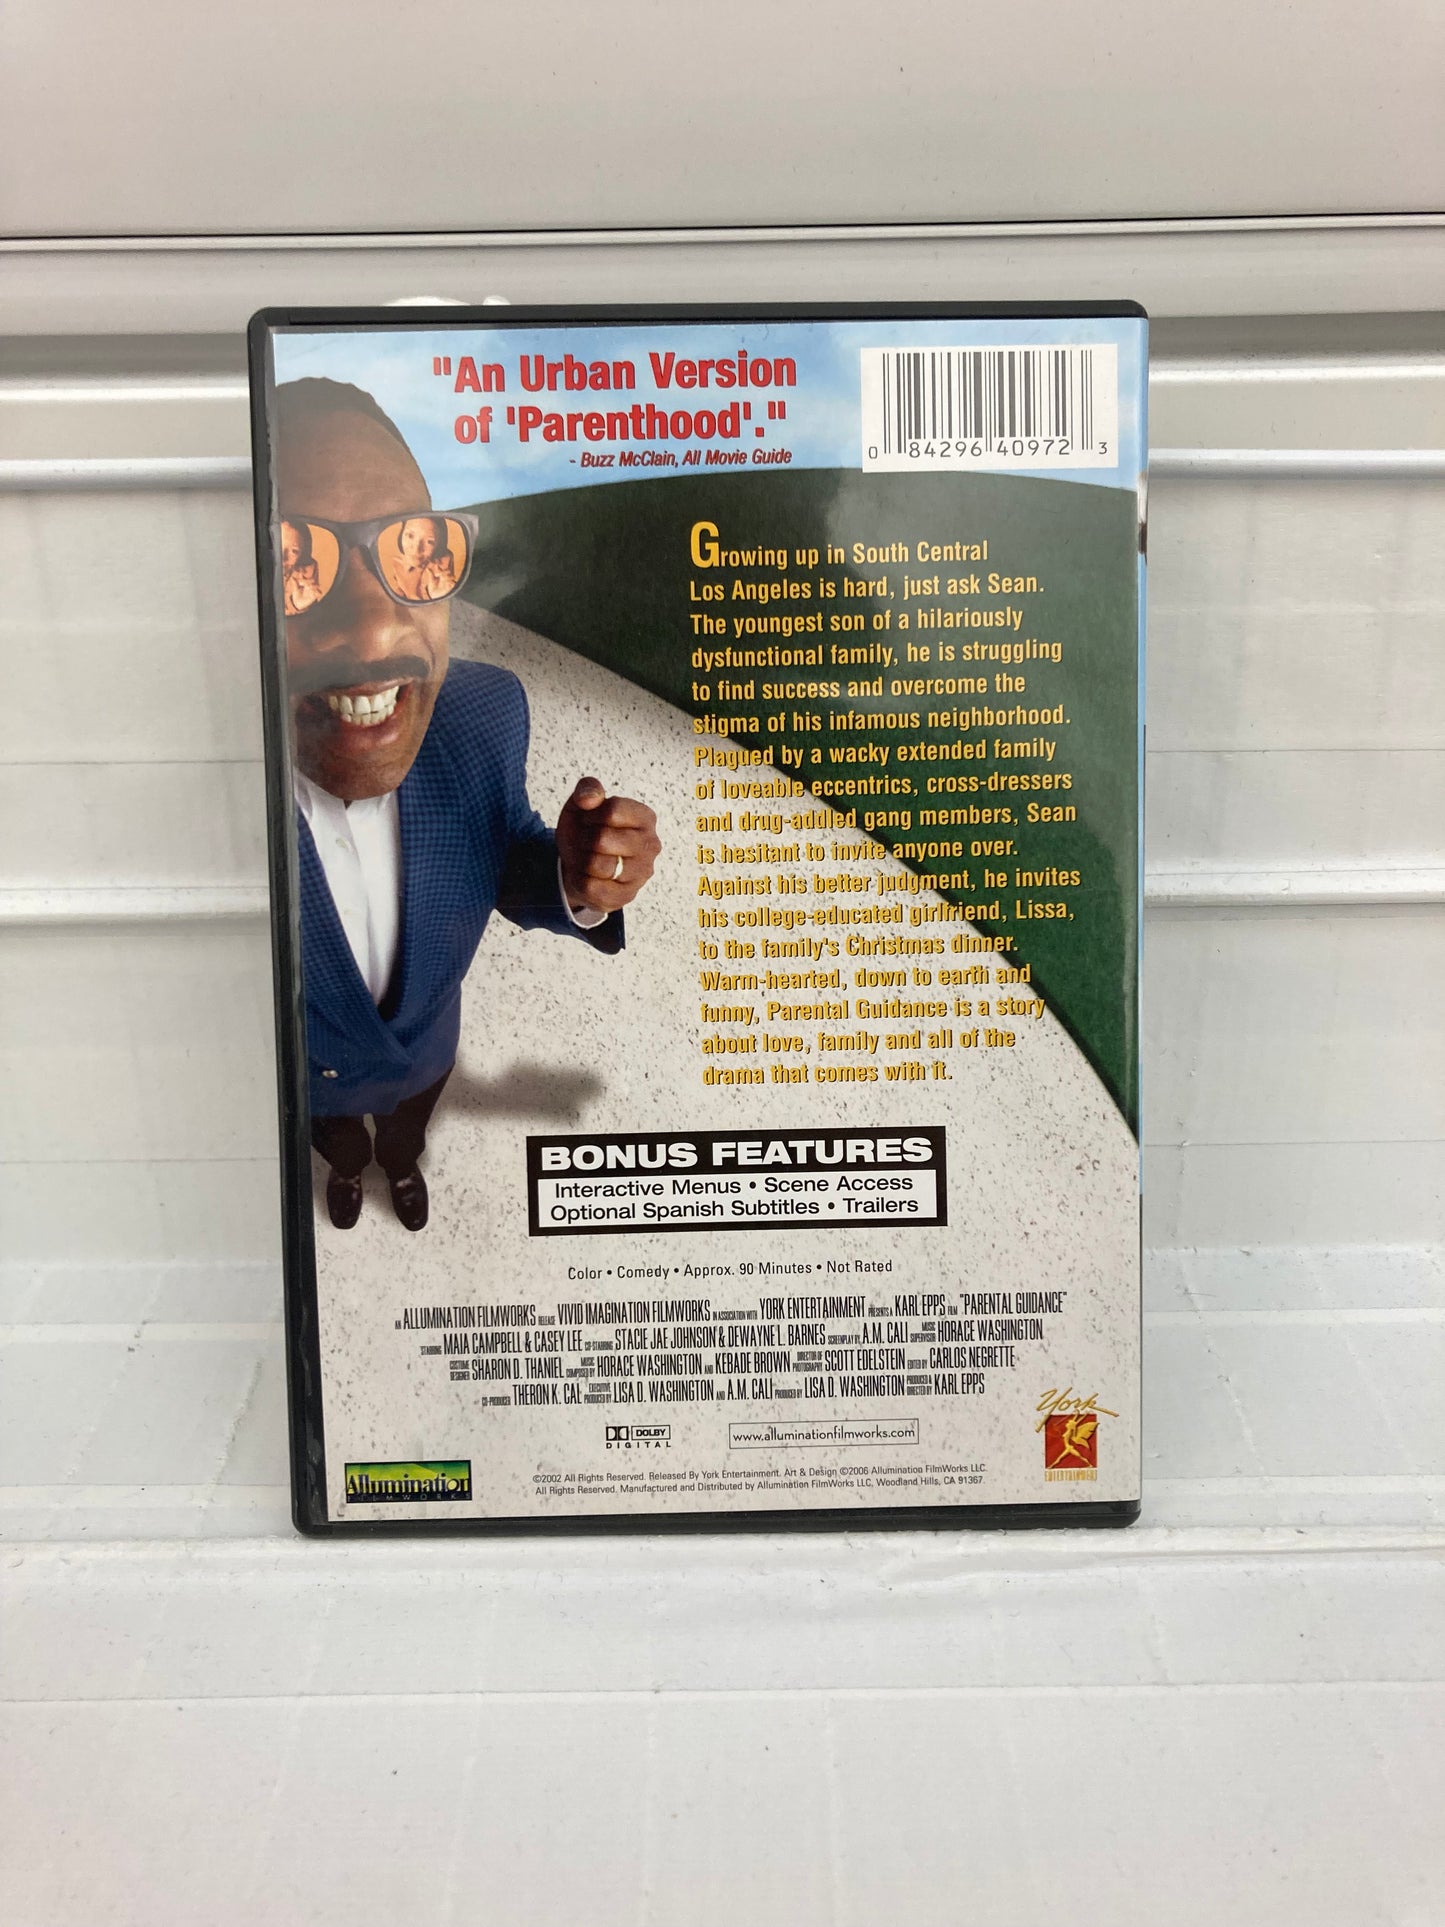 "An Urban Version
of 'Parenthood'."
- Buzz McClain, All Movie Guide
0 84296 40972 3
Growing up in South Central
Los Angeles is hard, just ask Sean.
The youngest son of a hilariously
dysfunctional family, he is struggling
to find success and overcome the
stigma of his infamous neighborhood.
Plagued by a wacky extended family
of loveable eccentrics, cross-dressers
and drug-addled gang members, Sean
is hesitant to invite anyone over.
Against his better judgment, he invites
his college-educated girlfriend, Lissa,
to the family's Christmas dinner.
Warm-hearted, down to earth and
funny, Parental Guidance is a story
about love, family and all of the
drama that comes with it.
BONUS FEATURES
Interactive Menus • Scene Access
Optional Spanish Subtitles • Trailers
Color • Comedy • Approx. 90 Minutes • Not Rated
AN ALLUMINATION FILMWORKS RELEASE VIVID IMAGINATION FILMWORKS IN ASSOCIATION WITH YORK ENTERTAINMENT PRESENTS A KARL EPPS FILM "PARENTAL GUIDANCE"
STARRING MAIA CAMPBELL & CASEY LEE CO-STARRING STACIE JAE JOHNSON & DEWAYNE L. BARNES SCREENPLAY BY A.M. CALI MUSIC SUPERVISOR HORACE WASHINGTON
COSTUME DESIGNER SHARON D. THANIEL MUSIC COMPOSED BY HORACE WASHINGTON AND KEBADE BROWN DIRECTOR OF PHOTOGRAPHY SCOTT EDELSTEIN EDITED BY CARLOS NEGRETTE
CO-PRODUCER THERON K. CAL EXECUTIVE PRODUCED BY LISA D. WASHINGTON AND A.M. CALI PRODUCED BY LISA D. WASHINGTON PRODUCED & DIRECTED BY KARL EPPS
DOLBY
DIGITAL
www.alluminationfilmworks.com
York
ENTERTAINMENT
Allumination
FILMWORKS
©2002 All Rights Reserved. Released By York Entertainment. Art & Design ©2006 Allumination FilmWorks LLC.
All Rights Reserved. Manufactured and Distributed by Allumination FilmWorks LLC, Woodland Hills, CA 91367.